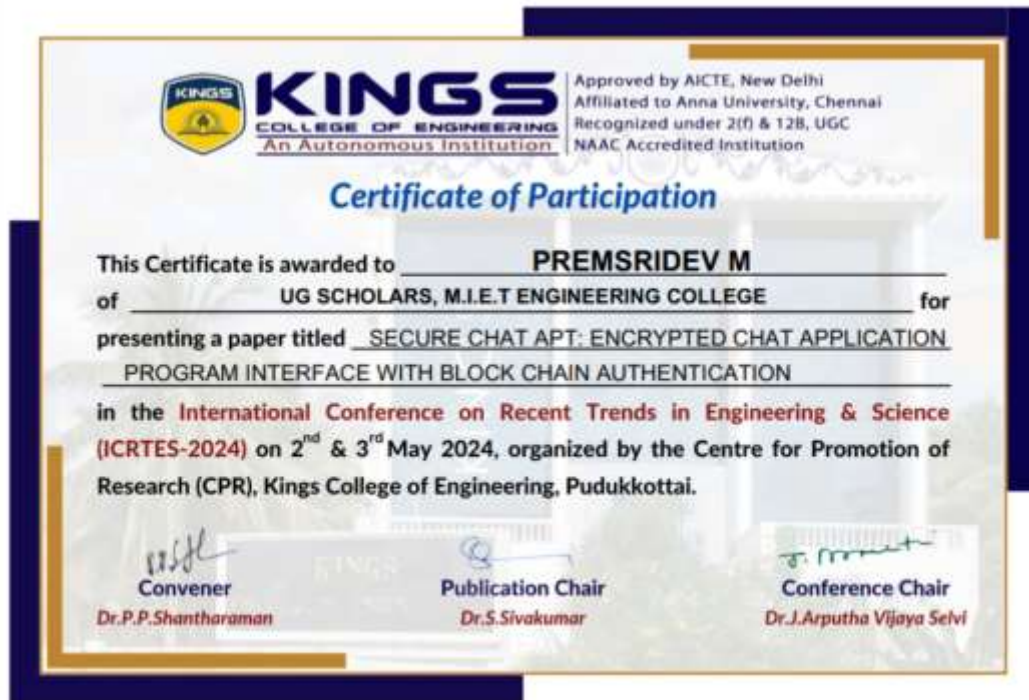 KINGS
KINGS
COLLEGE OF ENGINEERING
An Autonomous Institution
Approved by AICTE, New Delhi
Affiliated to Anna University, Chennai
Recognized under 2(f) & 12B, UGC
NAAC Accredited Institution
Certificate of Participation
This Certificate is awarded to PREMSRIDEV M
of UG SCHOLARS, M.I.E.T ENGINEERING COLLEGE for
presenting a paper titled SECURE CHAT APT: ENCRYPTED CHAT APPLICATION
PROGRAM INTERFACE WITH BLOCK CHAIN AUTHENTICATION
in the International Conference on Recent Trends in Engineering & Science
(ICRTES-2024) on 2nd & 3rd May 2024, organized by the Centre for Promotion of
Research (CPR), Kings College of Engineering, Pudukkottai.
KINGS
Convener
Dr.P.P.Shantharaman
Publication Chair
Dr.S.Sivakumar
Conference Chair
Dr.J.Arputha Vijaya Selvi